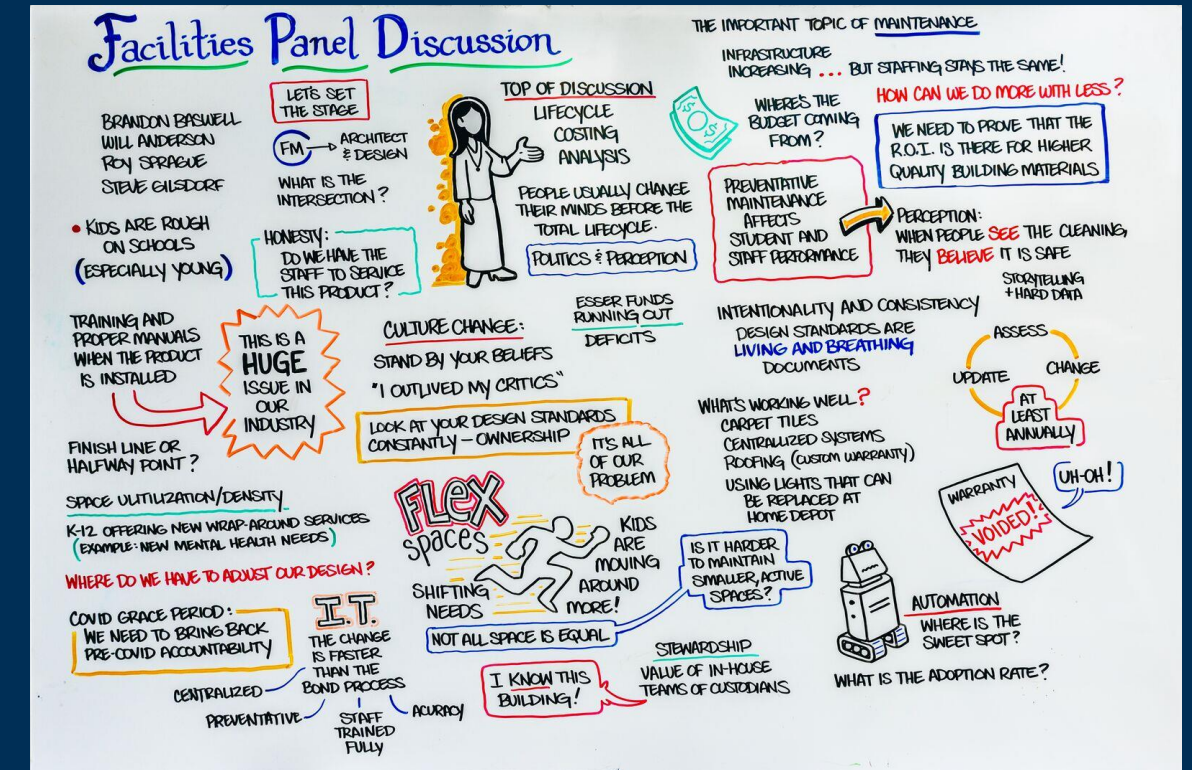 Facilities Panel Discussion
BRANDON BASWELL
WILL ANDERSON
ROY SPRAGUE
STEVE GILSDORF
LET'S SET
THE STAGE
FM
ARCHITECT
& DESIGN
WHAT IS THE
INTERSECTION?
• KIDS ARE ROUGH
ON SCHOOLS
(ESPECIALLY YOUNG)
HONESTY:
DO WE HAVE THE
STAFF TO SERVICE
THIS PRODUCT?
TOP OF DISCUSSION
LIFECYCLE
COSTING
ANALYSIS
PEOPLE USUALLY CHANGE
THEIR MINDS BEFORE THE
TOTAL LIFECYCLE.
POLITICS & PERCEPTION
THE IMPORTANT TOPIC OF MAINTENANCE
INFRASTRUCTURE
INCREASING ... BUT STAFFING STAYS THE SAME!
HOW CAN WE DO MORE WITH LESS?
$ $
WHERE'S THE
BUDGET COMING
FROM?
WE NEED TO PROVE THAT THE
R.O.I. IS THERE FOR HIGHER
QUALITY BUILDING MATERIALS
PREVENTATIVE
MAINTENANCE
AFFECTS
STUDENT AND
STAFF PERFORMANCE
PERCEPTION:
WHEN PEOPLE SEE THE CLEANING,
THEY BELIEVE IT IS SAFE
STORYTELLING
+ HARD DATA
TRAINING AND
PROPER MANUALS
WHEN THE PRODUCT
IS INSTALLED
THIS IS A
HUGE
ISSUE IN
OUR
INDUSTRY
FINISH LINE OR
HALFWAY POINT?
CULTURE CHANGE:
STAND BY YOUR BELIEFS
"I OUTLIVED MY CRITICS"
LOOK AT YOUR DESIGN STANDARDS
CONSTANTLY - OWNERSHIP
IT'S ALL
OF OUR
PROBLEM
ESSER FUNDS
RUNNING OUT
DEFICITS
INTENTIONALITY AND CONSISTENCY
DESIGN STANDARDS ARE
LIVING AND BREATHING
DOCUMENTS
ASSESS
CHANGE
UPDATE
AT
LEAST
ANNUALLY
WHAT'S WORKING WELL?
CARPET TILES
CENTRALIZED SYSTEMS
ROOFING (CUSTOM WARRANTY)
USING LIGHTS THAT CAN
BE REPLACED AT
HOME DEPOT
WARRANTY
VOIDED!
UH-OH!
SPACE ULITILIZATION/DENSITY
K-12 OFFERING NEW WRAP-AROUND SERVICES
(EXAMPLE: NEW MENTAL HEALTH NEEDS)
WHERE DO WE HAVE TO ADJUST OUR DESIGN?
COVID GRACE PERIOD:
WE NEED TO BRING BACK
PRE-COVID ACCOUNTABILITY
I.T.
THE CHANGE
IS FASTER
THAN THE
BOND PROCESS
CENTRALIZED
PREVENTATIVE
STAFF
TRAINED
FULLY
ACURACY
FLEX
SPACES
SHIFTING
NEEDS
KIDS
ARE
MOVING
AROUND
MORE!
NOT ALL SPACE IS EQUAL
IS IT HARDER
TO MAINTAIN
SMALLER, ACTIVE
SPACES?
I KNOW THIS
BUILDING!
STEWARDSHIP
VALUE OF IN-HOUSE
TEAMS OF CUSTODIANS
AUTOMATION
WHERE IS THE
SWEET SPOT?
WHAT IS THE ADOPTION RATE?